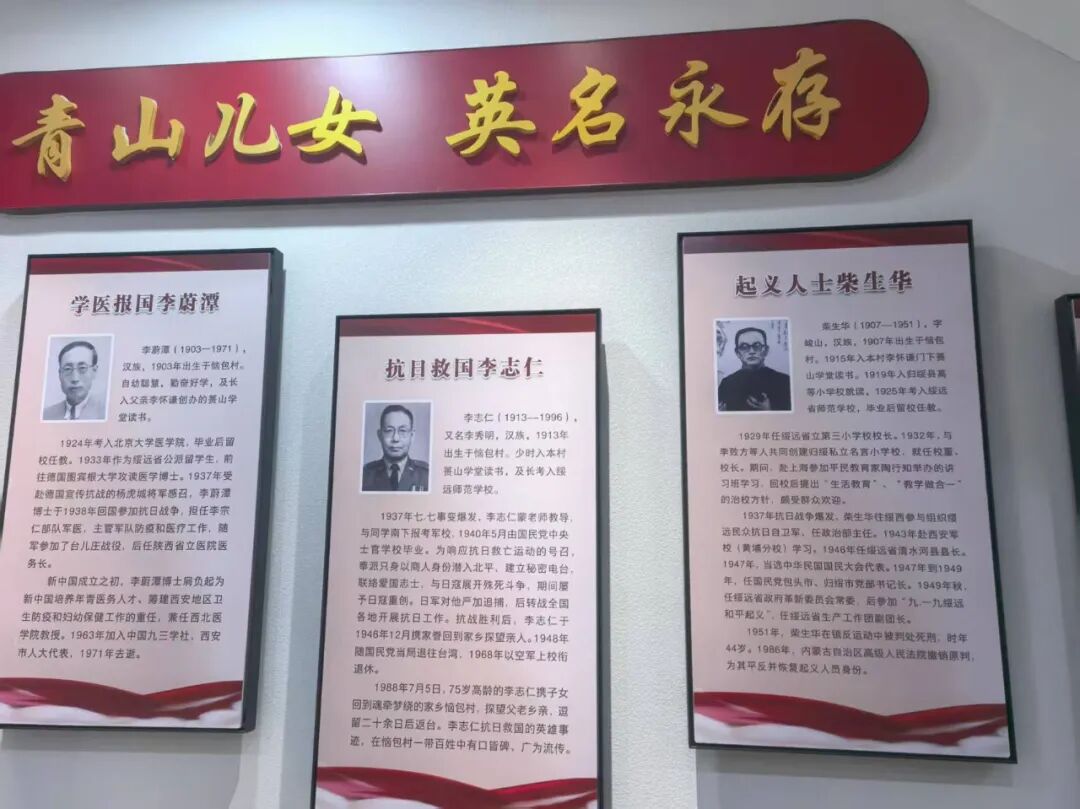 青山儿女 英名永存
学医报国李蔚潭
李蔚潭（1903—1971），
汉族，1903年出生于恼包村。
自幼聪慧，勤奋好学，及长
入父亲李怀谦创办的蒉山学
堂读书。
1924年考入北京大学医学院，毕业后留
校任教。1933年作为绥远省公派留学生，前
往德国图宾根大学攻读医学博士。1937年受
赴德国宣传抗战的杨虎城将军感召，李蔚潭
博士于1938年回国参加抗日战争，担任李宗
仁部队军医，主管军队防疫和医疗工作，随
军参加了台儿庄战役，后任陕西省立医院医
务长。
新中国成立之初，李蔚潭博士病负起为
新中国培养年青医务人才、筹建西安地区卫
生防疫和妇幼保健工作的重任，兼任西北医
学院教授。1963年加入中国九三学社，西安
市人大代表，1971年去逝。
抗日救国李志仁
李志仁（1913--1996），
又名李秀明，汉族，1913年
出生于恼包村。少时入本村
蒉山学堂读书，及长考入绥
远师范学校。
1937年七.七事变爆发，李志仁蒙老师教导，
与同学南下报考军校，1940年5月由国民党中央
士官学校毕业。为响应抗日救亡运动的号召，
奉派只身以商人身份潜入北平，建立秘密电台，
联络爱国志士，与日寇展开殊死斗争，期间屡
予日寇重创。日军对他严加追捕，后转战全国
各地开展抗日工作。抗战胜利后，李志仁于
1946年12月携家眷回到家乡探望亲人。1948年
随国民党当局退往台湾，1968年以空军上校衔
退休。
1988年7月5日，75岁高龄的李志仁携子女
回到魂牵梦绕的家乡恼包村，探望父老乡亲，逗
留二十余日后返台。李志仁抗日救国的英雄事
迹，在恼包村一带百姓中有口皆碑、广为流传。
起义人士柴生华
柴生华（1907—1951），字
峻山，汉族，1907年出生于恼包
村。1915年入本村李怀谦门下蒉
山学堂读书。1919年入归绥县高
等小学校就读，1925年考入绥远
省师范学校，毕业后留校任教。
1929年任绥远省立第三小学校校长。1932年，与
李致方等人共同创建归绥私立名言小学校，就任校董、
校长。期间，赴上海参加平民教育家陶行知举办的讲
习班学习，回校后提出“生活教育”、“教学做合一”
的治校方针，颇受群众欢迎。
1937年抗日战争爆发，柴生华往绥西参与组织绥
远民众抗日自卫军、任政治部主任。1943年赴西安军
校（黄埔分校）学习。1946年任绥远省清水河县县长。
1947年，当选中华民国国民大会代表。1947年到1949
年，任国民党包头市、归绥市党部书记长。1949年秋，
任绥远省政府革新委员会常委，后参加“九.一九绥远
和平起义”，任绥远省生产工作团副团长。
1951年，柴生华在镇反运动中被判处死刑，时年
44岁。1986年，内蒙古自治区高级人民法院撤销原判，
为其平反并恢复起义人员身份。